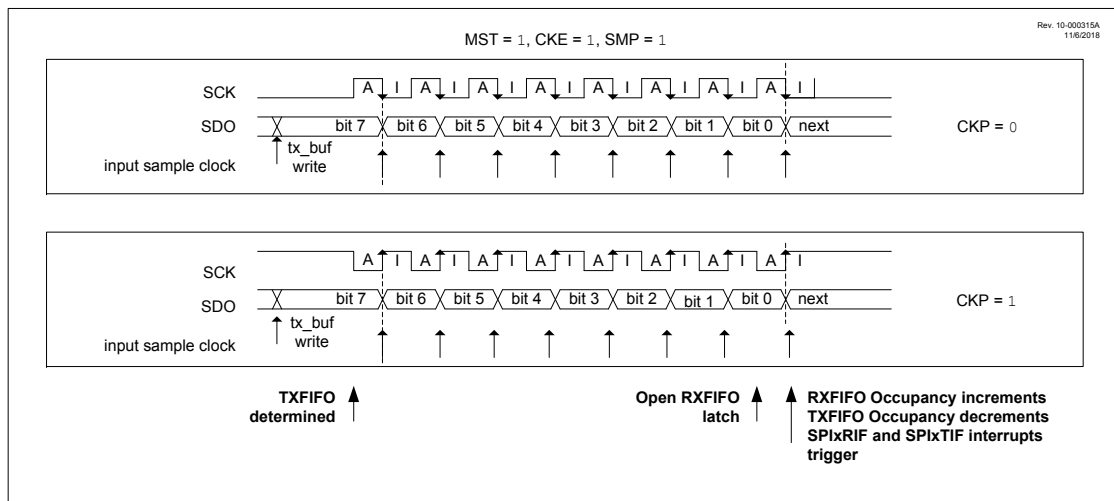 Rev. 10-000315A
11/6/2018
MST = 1, CKE = 1, SMP = 1
SCK
A I A I A I A I A I A I A I A I
SDO
bit 7 bit 6 bit 5 bit 4 bit 3 bit 2 bit 1 bit 0 next
CKP = 0
tx_buf
write
input sample clock
SCK
A I A I A I A I A I A I A I A I
SDO
bit 7 bit 6 bit 5 bit 4 bit 3 bit 2 bit 1 bit 0 next
CKP = 1
tx_buf
write
input sample clock
TXFIFO
determined
Open RXFIFO
latch
RXFIFO Occupancy increments
TXFIFO Occupancy decrements
SPIxRIF and SPIxTIF interrupts
trigger